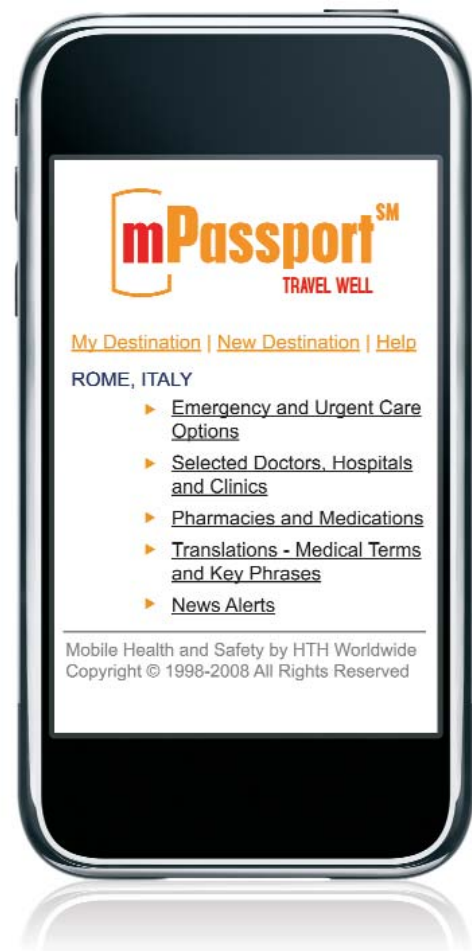 mPassport SM
TRAVEL WELL
My Destination | New Destination | Help
ROME, ITALY
Emergency and Urgent Care
Options
Selected Doctors, Hospitals
and Clinics
Pharmacies and Medications
Translations - Medical Terms
and Key Phrases
News Alerts
Mobile Health and Safety by HTH Worldwide
Copyright © 1998-2008 All Rights Reserved